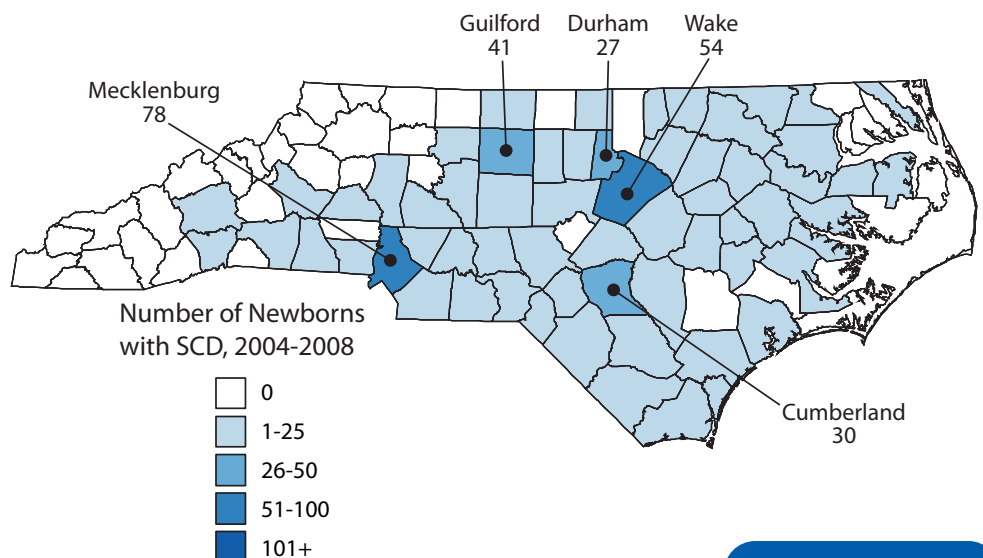 Guilford
41
Durham
27
Wake
54
Mecklenburg
78
Number of Newborns
with SCD, 2004-2008
0
1-25
26-50
51-100
101+
Cumberland
30